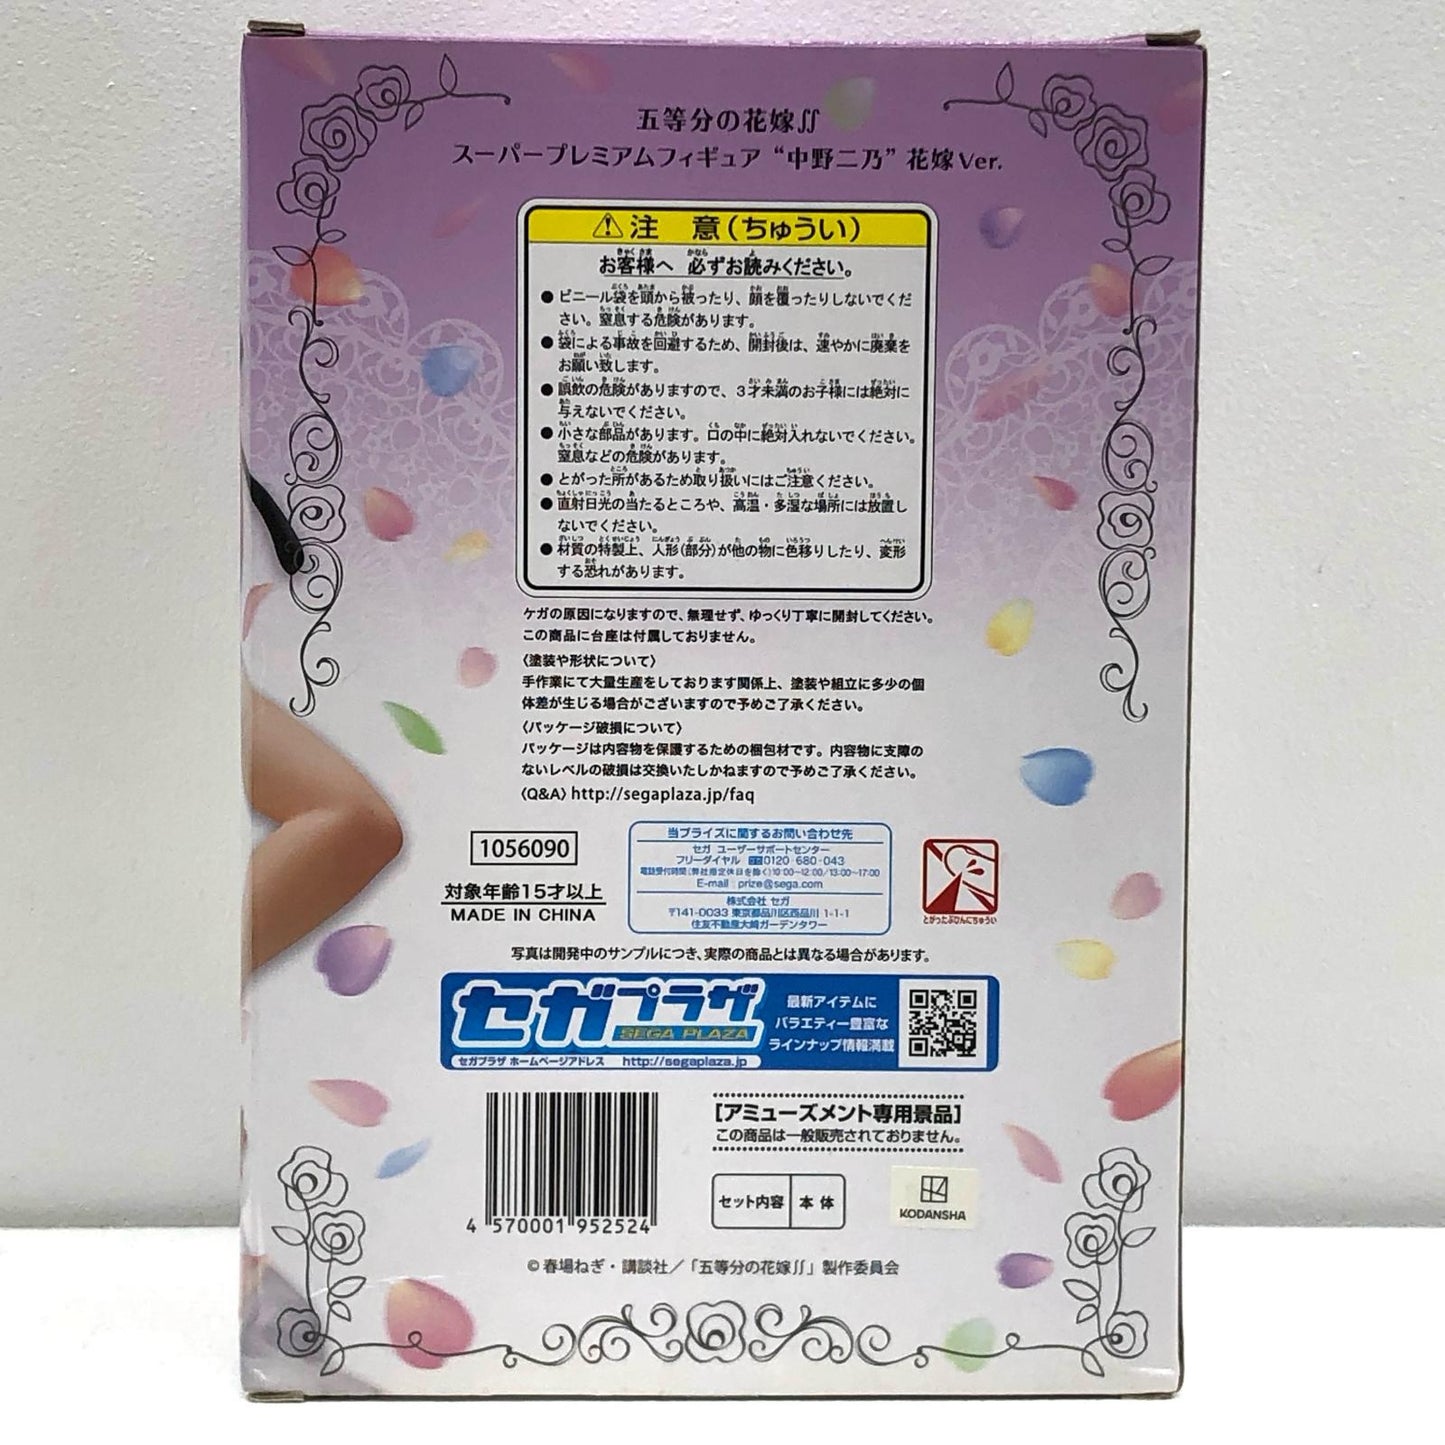 五等分の花嫁∬
スーパープレミアムフィギュア“中野二乃”花嫁Ver.
注 意(ちゅうい)
お客様へ 必ずお読みください。
●ビニール袋を頭から被ったり、顔を覆ったりしないでくだ
さい。窒息する危険があります。
●袋による事故を回避するため、開封後は、速やかに廃棄を
お願い致します。
●誤飲の危険がありますので、3才未満のお子様には絶対に
与えないでください。
●小さな部品があります。口の中に絶対入れないでください。
窒息などの危険があります。
●とがった所があるため取り扱いにはご注意ください。
●直射日光の当たるところや、高温・多湿な場所には放置し
ないでください。
●材質の特製上、人形(部分)が他の物に色移りしたり、変形
する恐れがあります。
ケガの原因になりますので、無理せず、ゆっくり丁寧に開封してください。
この商品に台座は付属しておりません。
〈塗装や形状について〉
手作業にて大量生産をしております関係上、塗装や組立に多少の個
体差が生じる場合がございますので予めご了承ください。
〈パッケージ破損について〉
パッケージは内容物を保護するための梱包材です。内容物に支障の
ないレベルの破損は交換いたしかねますので予めご了承ください。
〈Q&A〉http://segaplaza.jp/faq
1056090
対象年齢15才以上
MADE IN CHINA
当プライズに関するお問い合わせ先
セガ ユーザーサポートセンター
フリーダイヤル 0120-680-043
電話受付時間(弊社指定休日を除く)10:00~12:00/13:00~17:00
E-mail : prize@sega.com
株式会社 セガ
〒141-0033 東京都品川区西品川 1-1-1
住友不動産大崎ガーデンタワー
とがったぶひんにちゅうい
写真は開発中のサンプルにつき、実際の商品とは異なる場合があります。
セガプラザ
SEGA PLAZA
セガプラザ ホームページアドレス http://segaplaza.jp
最新アイテムに
バラエティー豊富な
ラインナップ情報満載
4 570001 952524
[アミューズメント専用景品]
この商品は一般販売されておりません。
セット内容 本 体
KODANSHA
©春場ねぎ・講談社/「五等分の花嫁∬」製作委員会